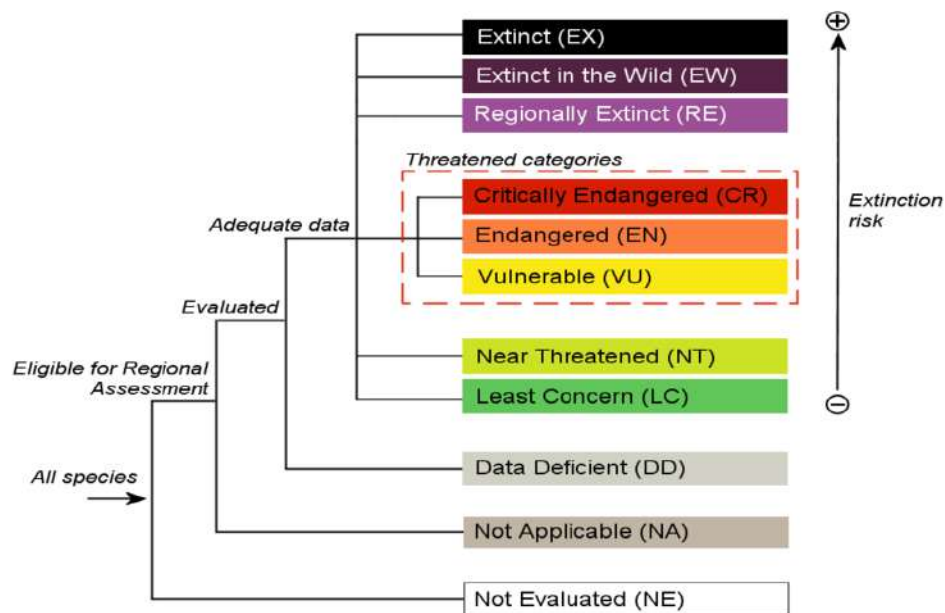 Extinct (EX)
Extinct in the Wild (EW)
Regionally Extinct (RE)
Threatened categories
Critically Endangered (CR)
Adequate data
Endangered (EN)
Vulnerable (VU)
Extinction
risk
Evaluated
Near Threatened (NT)
Eligible for Regional
Assessment
Least Concern (LC)
All species
Data Deficient (DD)
Not Applicable (NA)
Not Evaluated (NE)